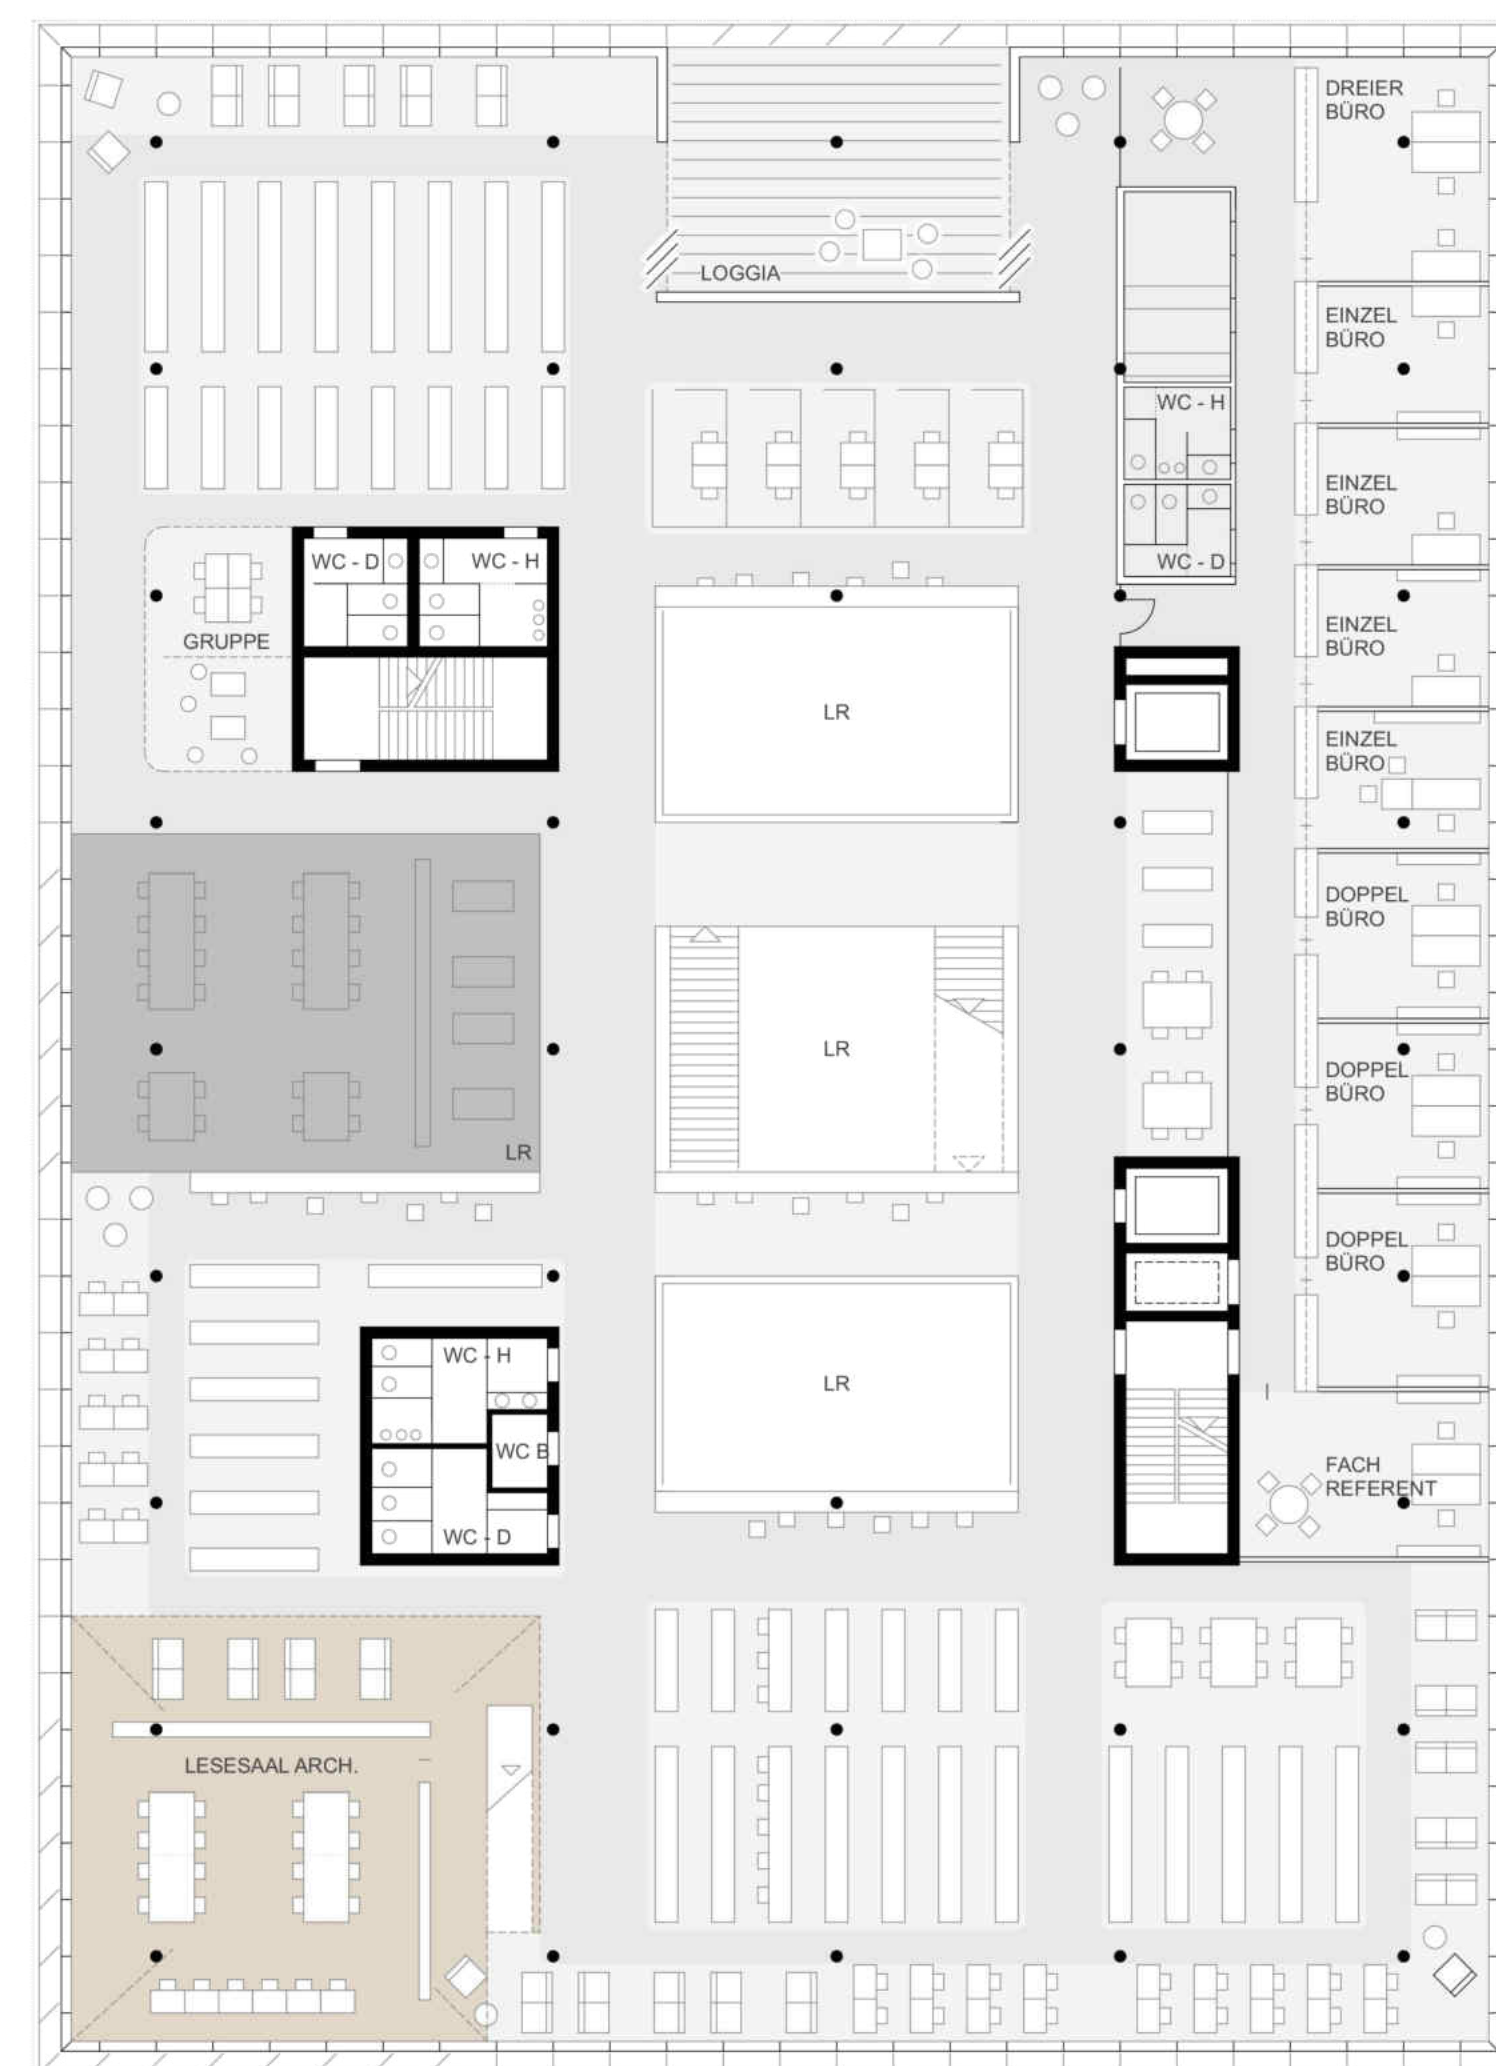 DREIER
BÜRO
LOGGIA
EINZEL
BÜRO
WC - H
EINZEL
BÜRO
WC - D
WC - H
WC - D
GRUPPE
EINZEL
BÜRO
LR
EINZEL
BÜRO
DOPPEL
BÜRO
LR
DOPPEL
BÜRO
LR
DOPPEL
BÜRO
WC - H
LR
WC B
FACH
REFERENT
WC - D
LESESAAL ARCH.